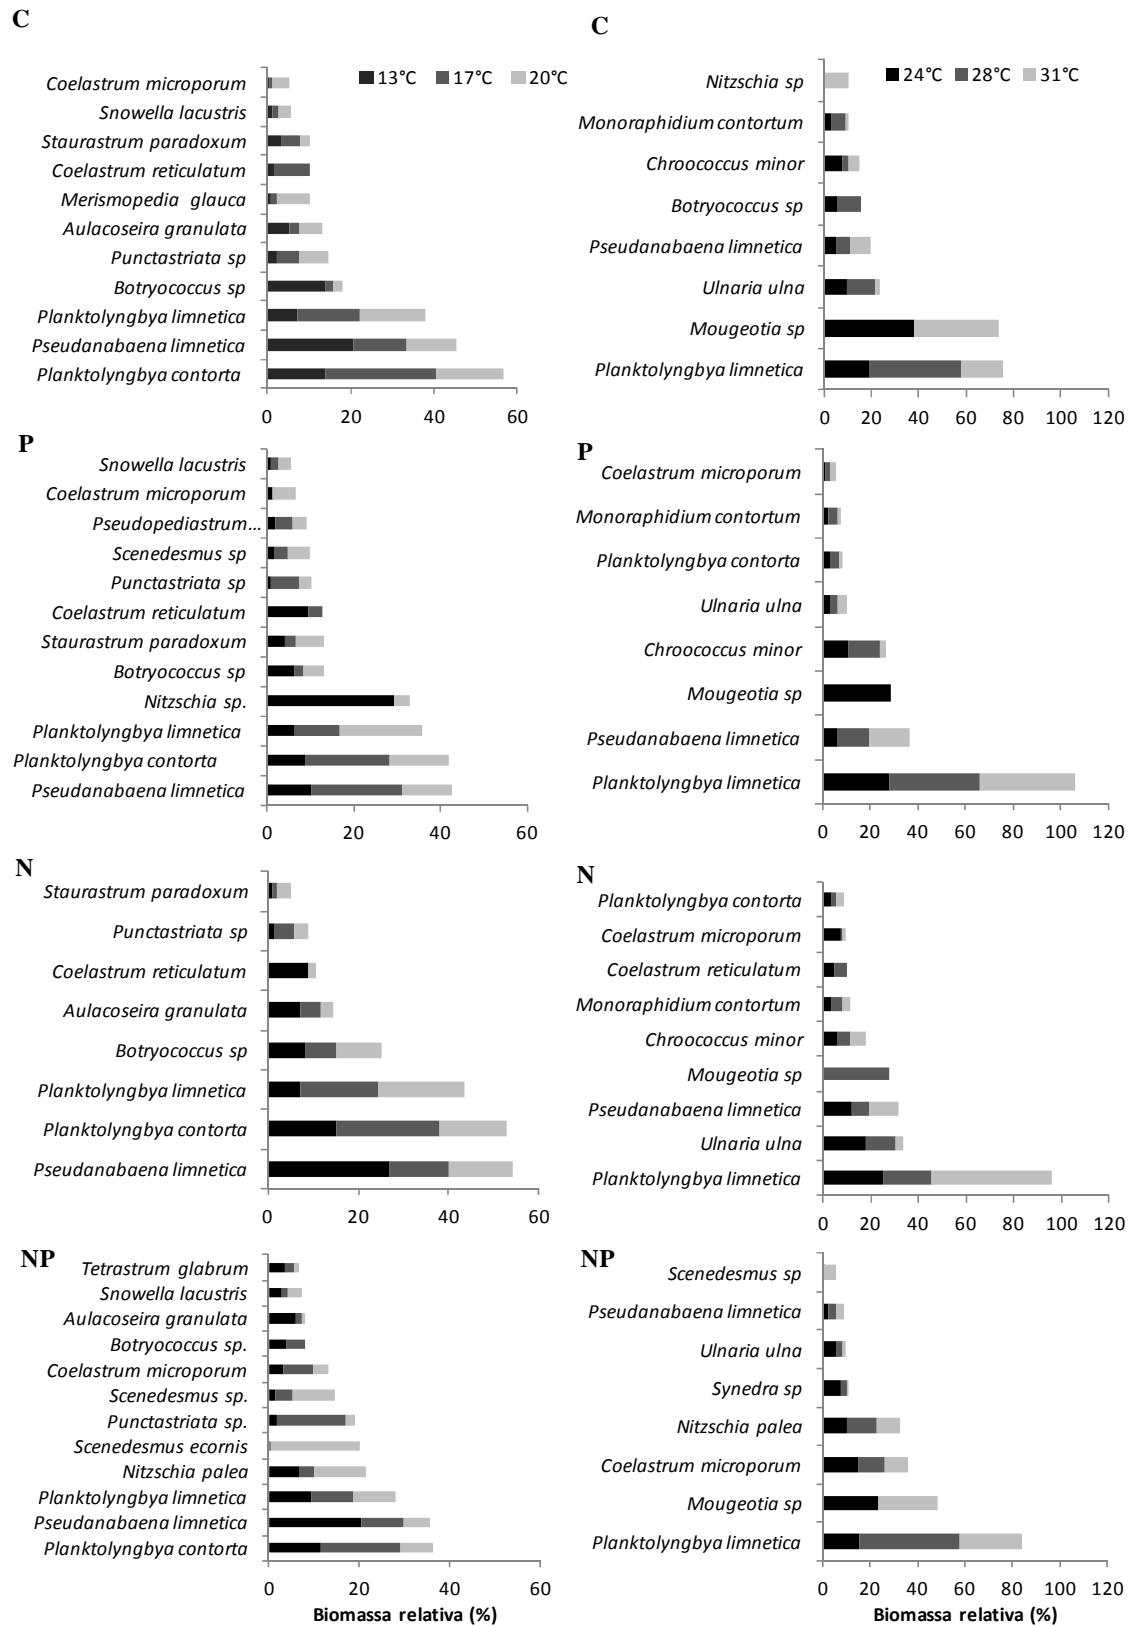 C
13°C 17°C 20°C
Coelastrum microporum
Snowella lacustris
Staurastrum paradoxum
Coelastrum reticulatum
Merismopedia glauca
Aulacoseira granulata
Punctastriata sp
Botryococcus sp
Planktolyngbya limnetica
Pseudanabaena limnetica
Planktolyngbya contorta
0 20 40 60
C
24°C 28°C 31°C
Nitzschia sp
Monoraphidium contortum
Chroococcus minor
Botryococcus sp
Pseudanabaena limnetica
Ulnaria ulna
Mougeotia sp
Planktolyngbya limnetica
0 20 40 60 80 100 120
P
Snowella lacustris
Coelastrum microporum
Pseudopediastrum...
Scenedesmus sp
Punctastriata sp
Coelastrum reticulatum
Staurastrum paradoxum
Botryococcus sp
Nitzschia sp.
Planktolyngbya limnetica
Planktolyngbya contorta
Pseudanabaena limnetica
0 20 40 60
P
Coelastrum microporum
Monoraphidium contortum
Planktolyngbya contorta
Ulnaria ulna
Chroococcus minor
Mougeotia sp
Pseudanabaena limnetica
Planktolyngbya limnetica
0 20 40 60 80 100 120
N
Staurastrum paradoxum
Punctastriata sp
Coelastrum reticulatum
Aulacoseira granulata
Botryococcus sp
Planktolyngbya limnetica
Planktolyngbya contorta
Pseudanabaena limnetica
0 20 40 60
N
Planktolyngbya contorta
Coelastrum microporum
Coelastrum reticulatum
Monoraphidium contortum
Chroococcus minor
Mougeotia sp
Pseudanabaena limnetica
Ulnaria ulna
Planktolyngbya limnetica
0 20 40 60 80 100 120
NP
Tetrastrum glabrum
Snowella lacustris
Aulacoseira granulata
Botryococcus sp.
Coelastrum microporum
Scenedesmus sp.
Punctastriata sp.
Scenedesmus ecornis
Nitzschia palea
Planktolyngbya limnetica
Pseudanabaena limnetica
Planktolyngbya contorta
0 20 40 60
Biomassa relativa (%)
NP
Scenedesmus sp
Pseudanabaena limnetica
Ulnaria ulna
Synedra sp
Nitzschia palea
Coelastrum microporum
Mougeotia sp
Planktolyngbya limnetica
0 20 40 60 80 100 120
Biomassa relativa (%)